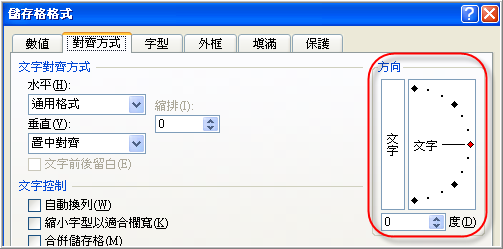 儲存格格式
數值 對齊方式 字型 外框 填滿 保護
文字對齊方式
水平(H):
通用格式
縮排(I):
垂直(V):
0
置中對齊
文字前後留白(E)
文字控制
自動換列(W)
縮小字型以適合欄寬(K)
合併儲存格(M)
方向
文字
文字
0 度(D)